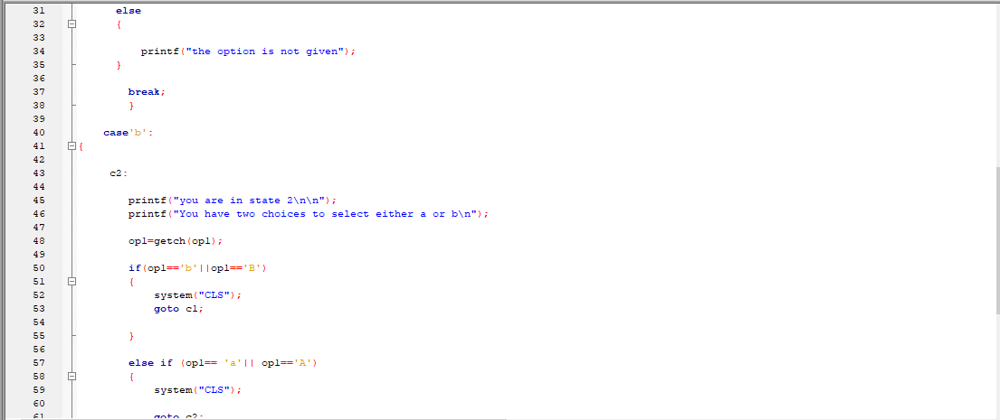 31 else
32 {
33
34 printf("the option is not given");
35 }
36
37 break;
38 }
39
40 case'b':
41 {
42
43 c2:
44
45 printf("you are in state 2\n\n");
46 printf("You have two choices to select either a or b\n");
47
48 op1=getch(op1);
49
50 if(op1=='b'||op1=='B')
51 {
52 system("CLS");
53 goto c1;
54
55 }
56
57 else if (op1== 'a'|| op1=='A')
58 {
59 system("CLS");
60
61 goto c2;